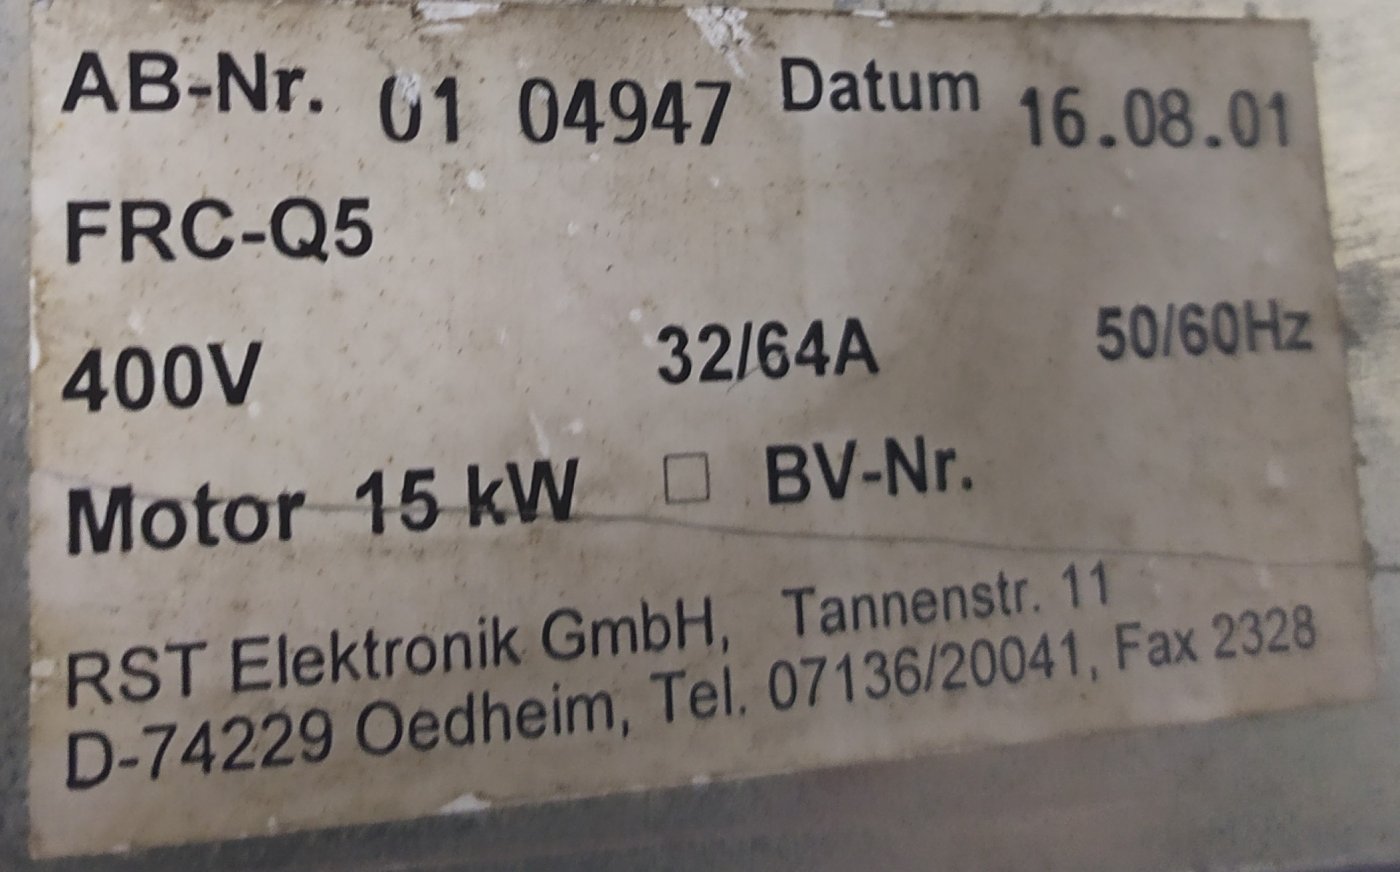 AB-Nr. 01 04947 Datum 16.08.01
FRC-Q5
400V 32/64A 50/60Hz
Motor 15 kW □ BV-Nr.
RST Elektronik GmbH, Tannenstr. 11
D-74229 Oedheim, Tel. 07136/20041, Fax 2328